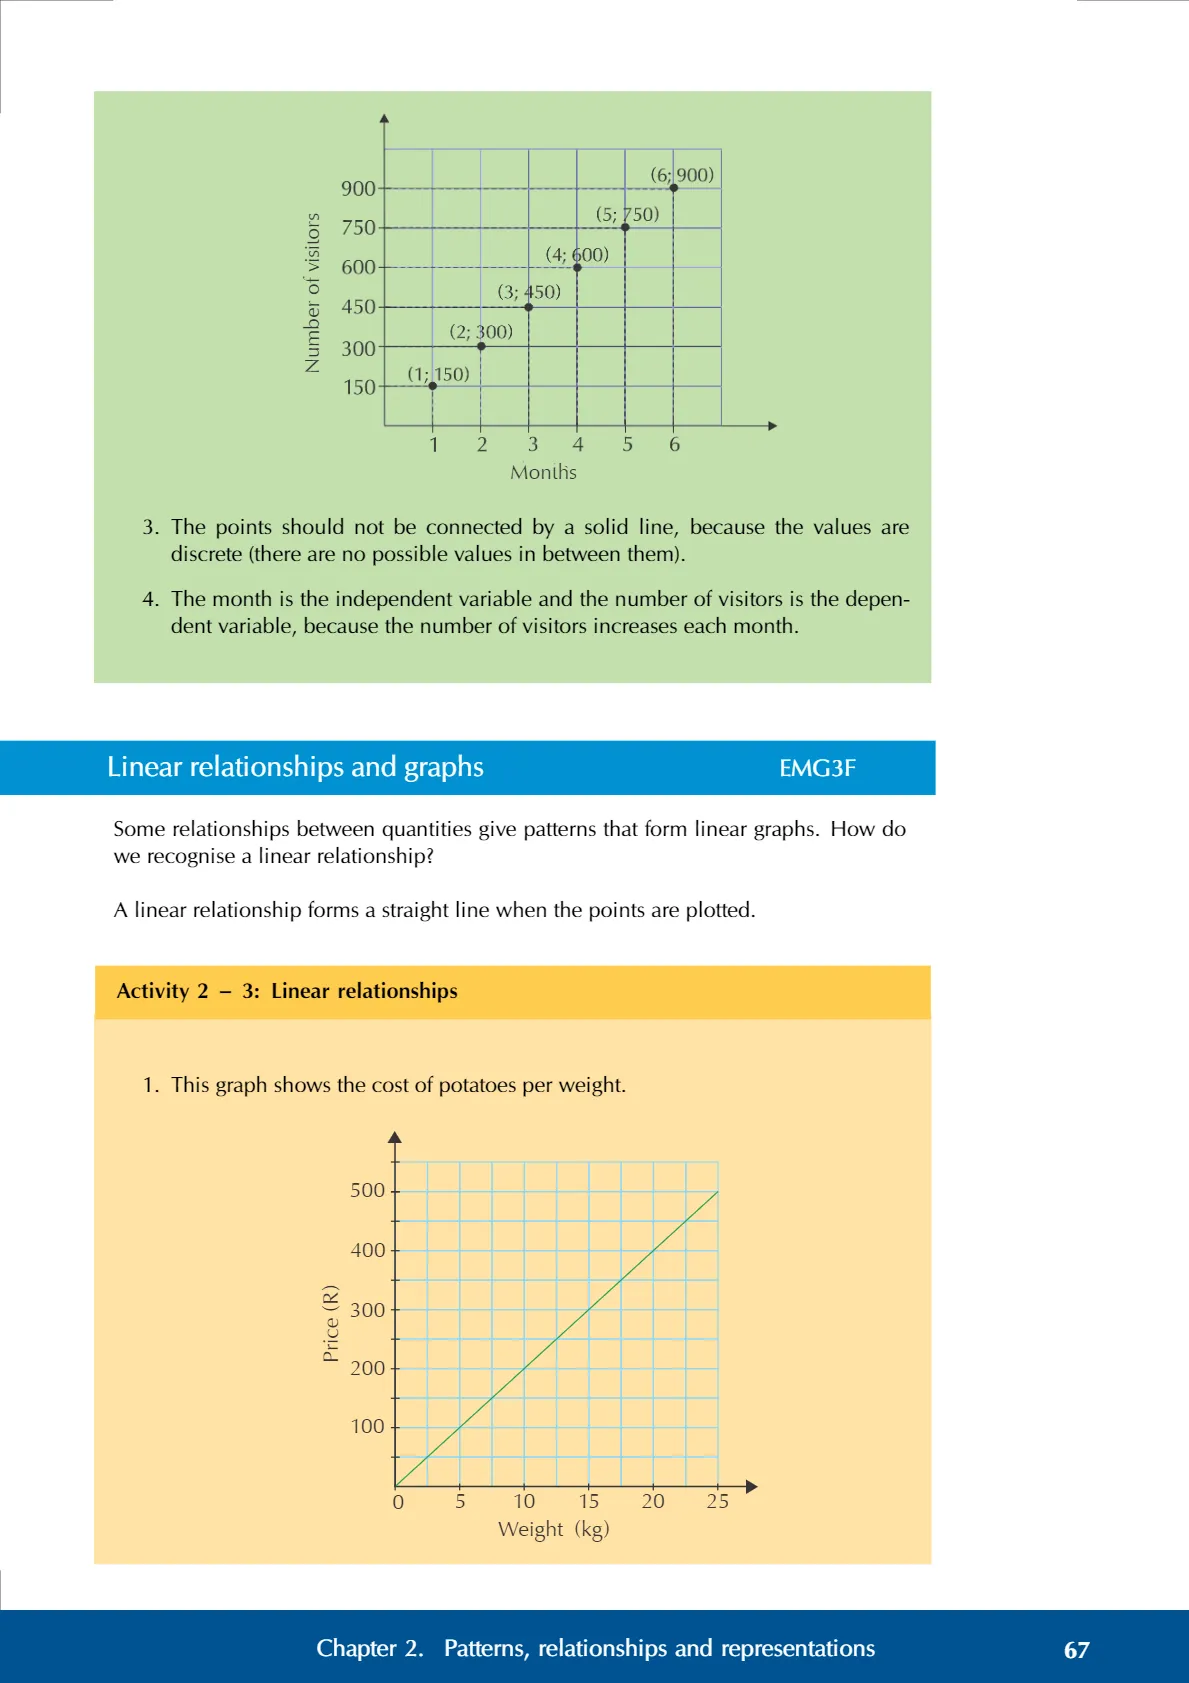 (6; 900)
900
(5; 750)
750
(4; 600)
600
(3; 450)
450
(2; 300)
300
(1; 150)
150
Number of visitors
1 2 3 4 5 6
Months
3. The points should not be connected by a solid line, because the values are
discrete (there are no possible values in between them).
4. The month is the independent variable and the number of visitors is the depen-
dent variable, because the number of visitors increases each month.
Linear relationships and graphs EMG3F
Some relationships between quantities give patterns that form linear graphs. How do
we recognise a linear relationship?
A linear relationship forms a straight line when the points are plotted.
Activity 2 – 3: Linear relationships
1. This graph shows the cost of potatoes per weight.
500
400
300
200
100
Price (R)
0 5 10 15 20 25
Weight (kg)
Chapter 2. Patterns, relationships and representations 67